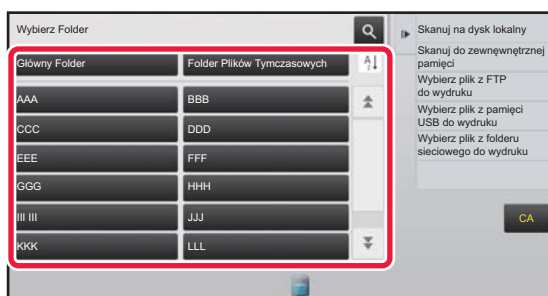 Wybierz Folder
Główny Folder
Folder Plików Tymczasowych
AAA
BBB
CCC
DDD
EEE
FFF
GGG
HHH
III III
JJJ
KKK
LLL
Skanuj na dysk lokalny
Skanuj do zewnęwnętrznej
pamięci
Wybierz plik z FTP
do wydruku
Wybierz plik z pamięci
USB do wydruku
Wybierz plik z folderu
sieciowego do wydruku
CA